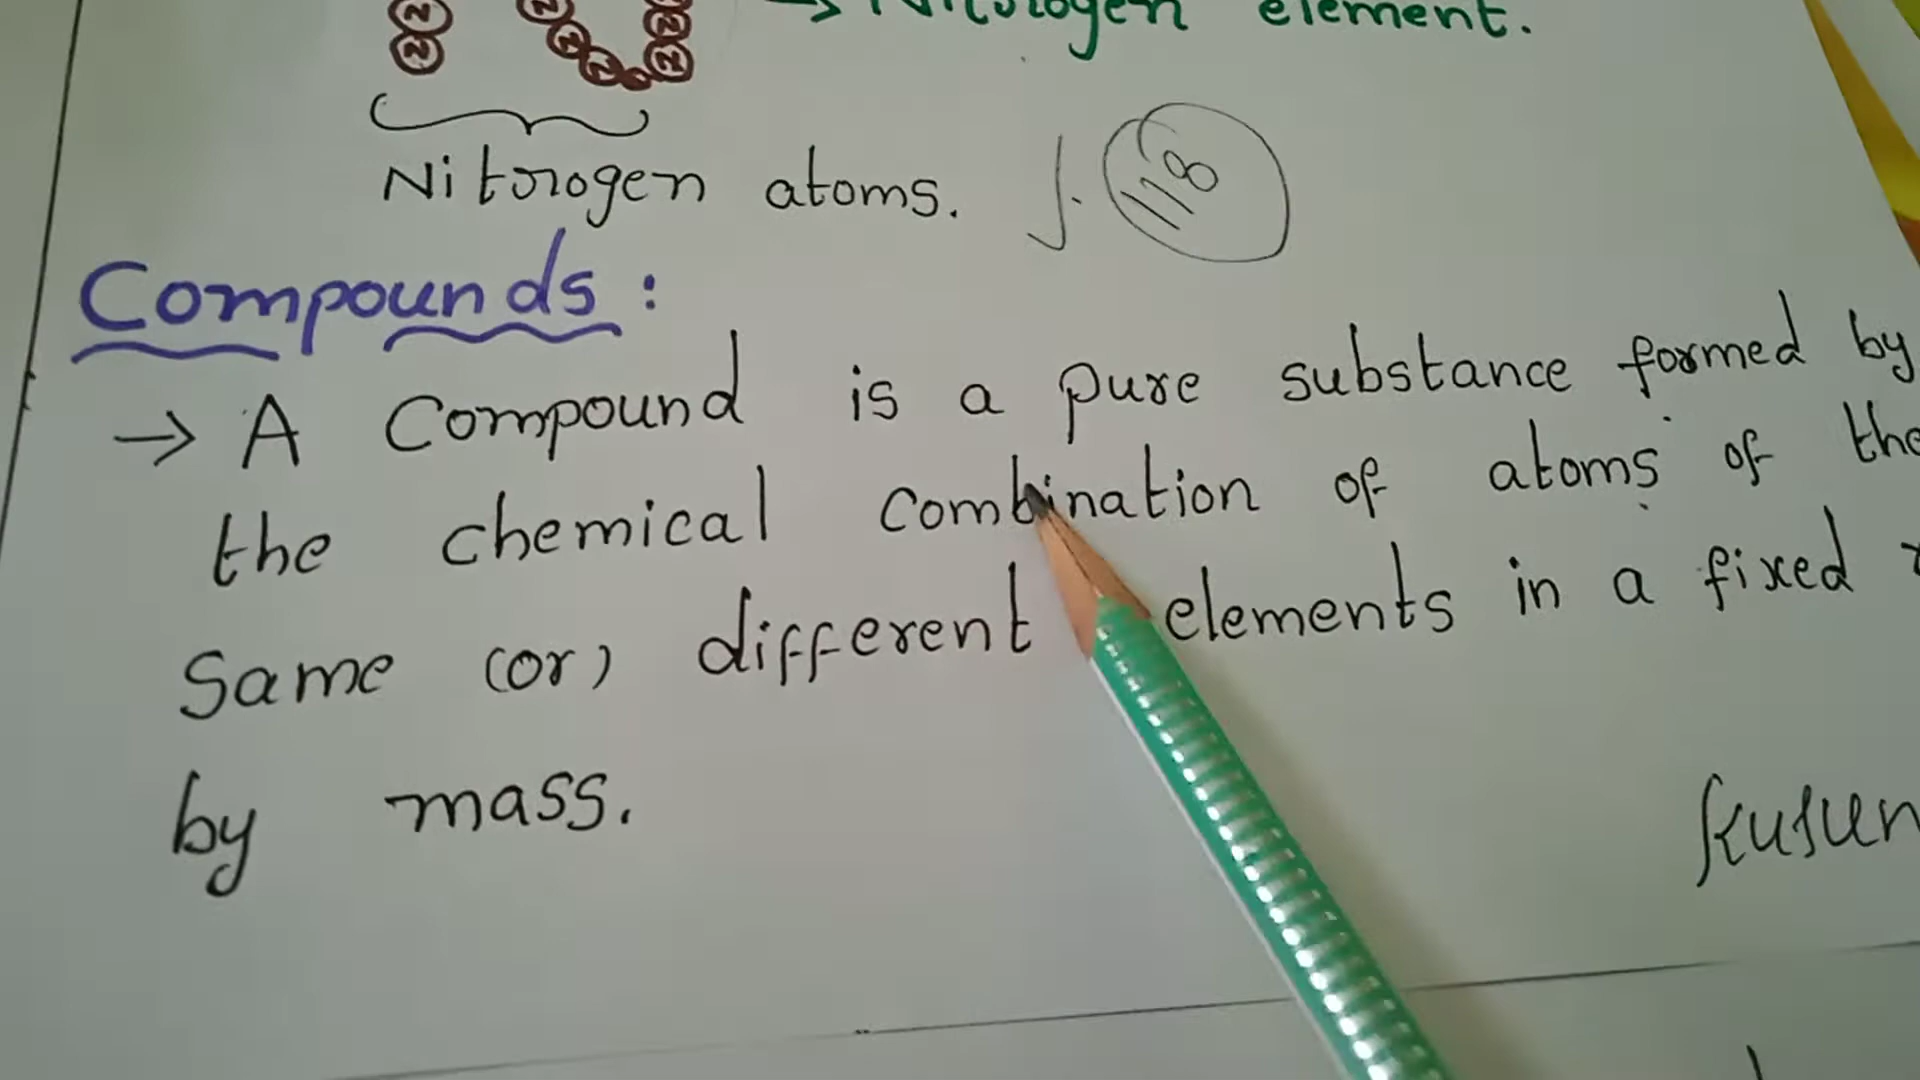 → Nitrogen element.
Nitrogen atoms. 118
Compounds:
→ A Compound is a pure substance formed by
the chemical combination of atoms of the
Same (or) different elements in a fixed
by mass.